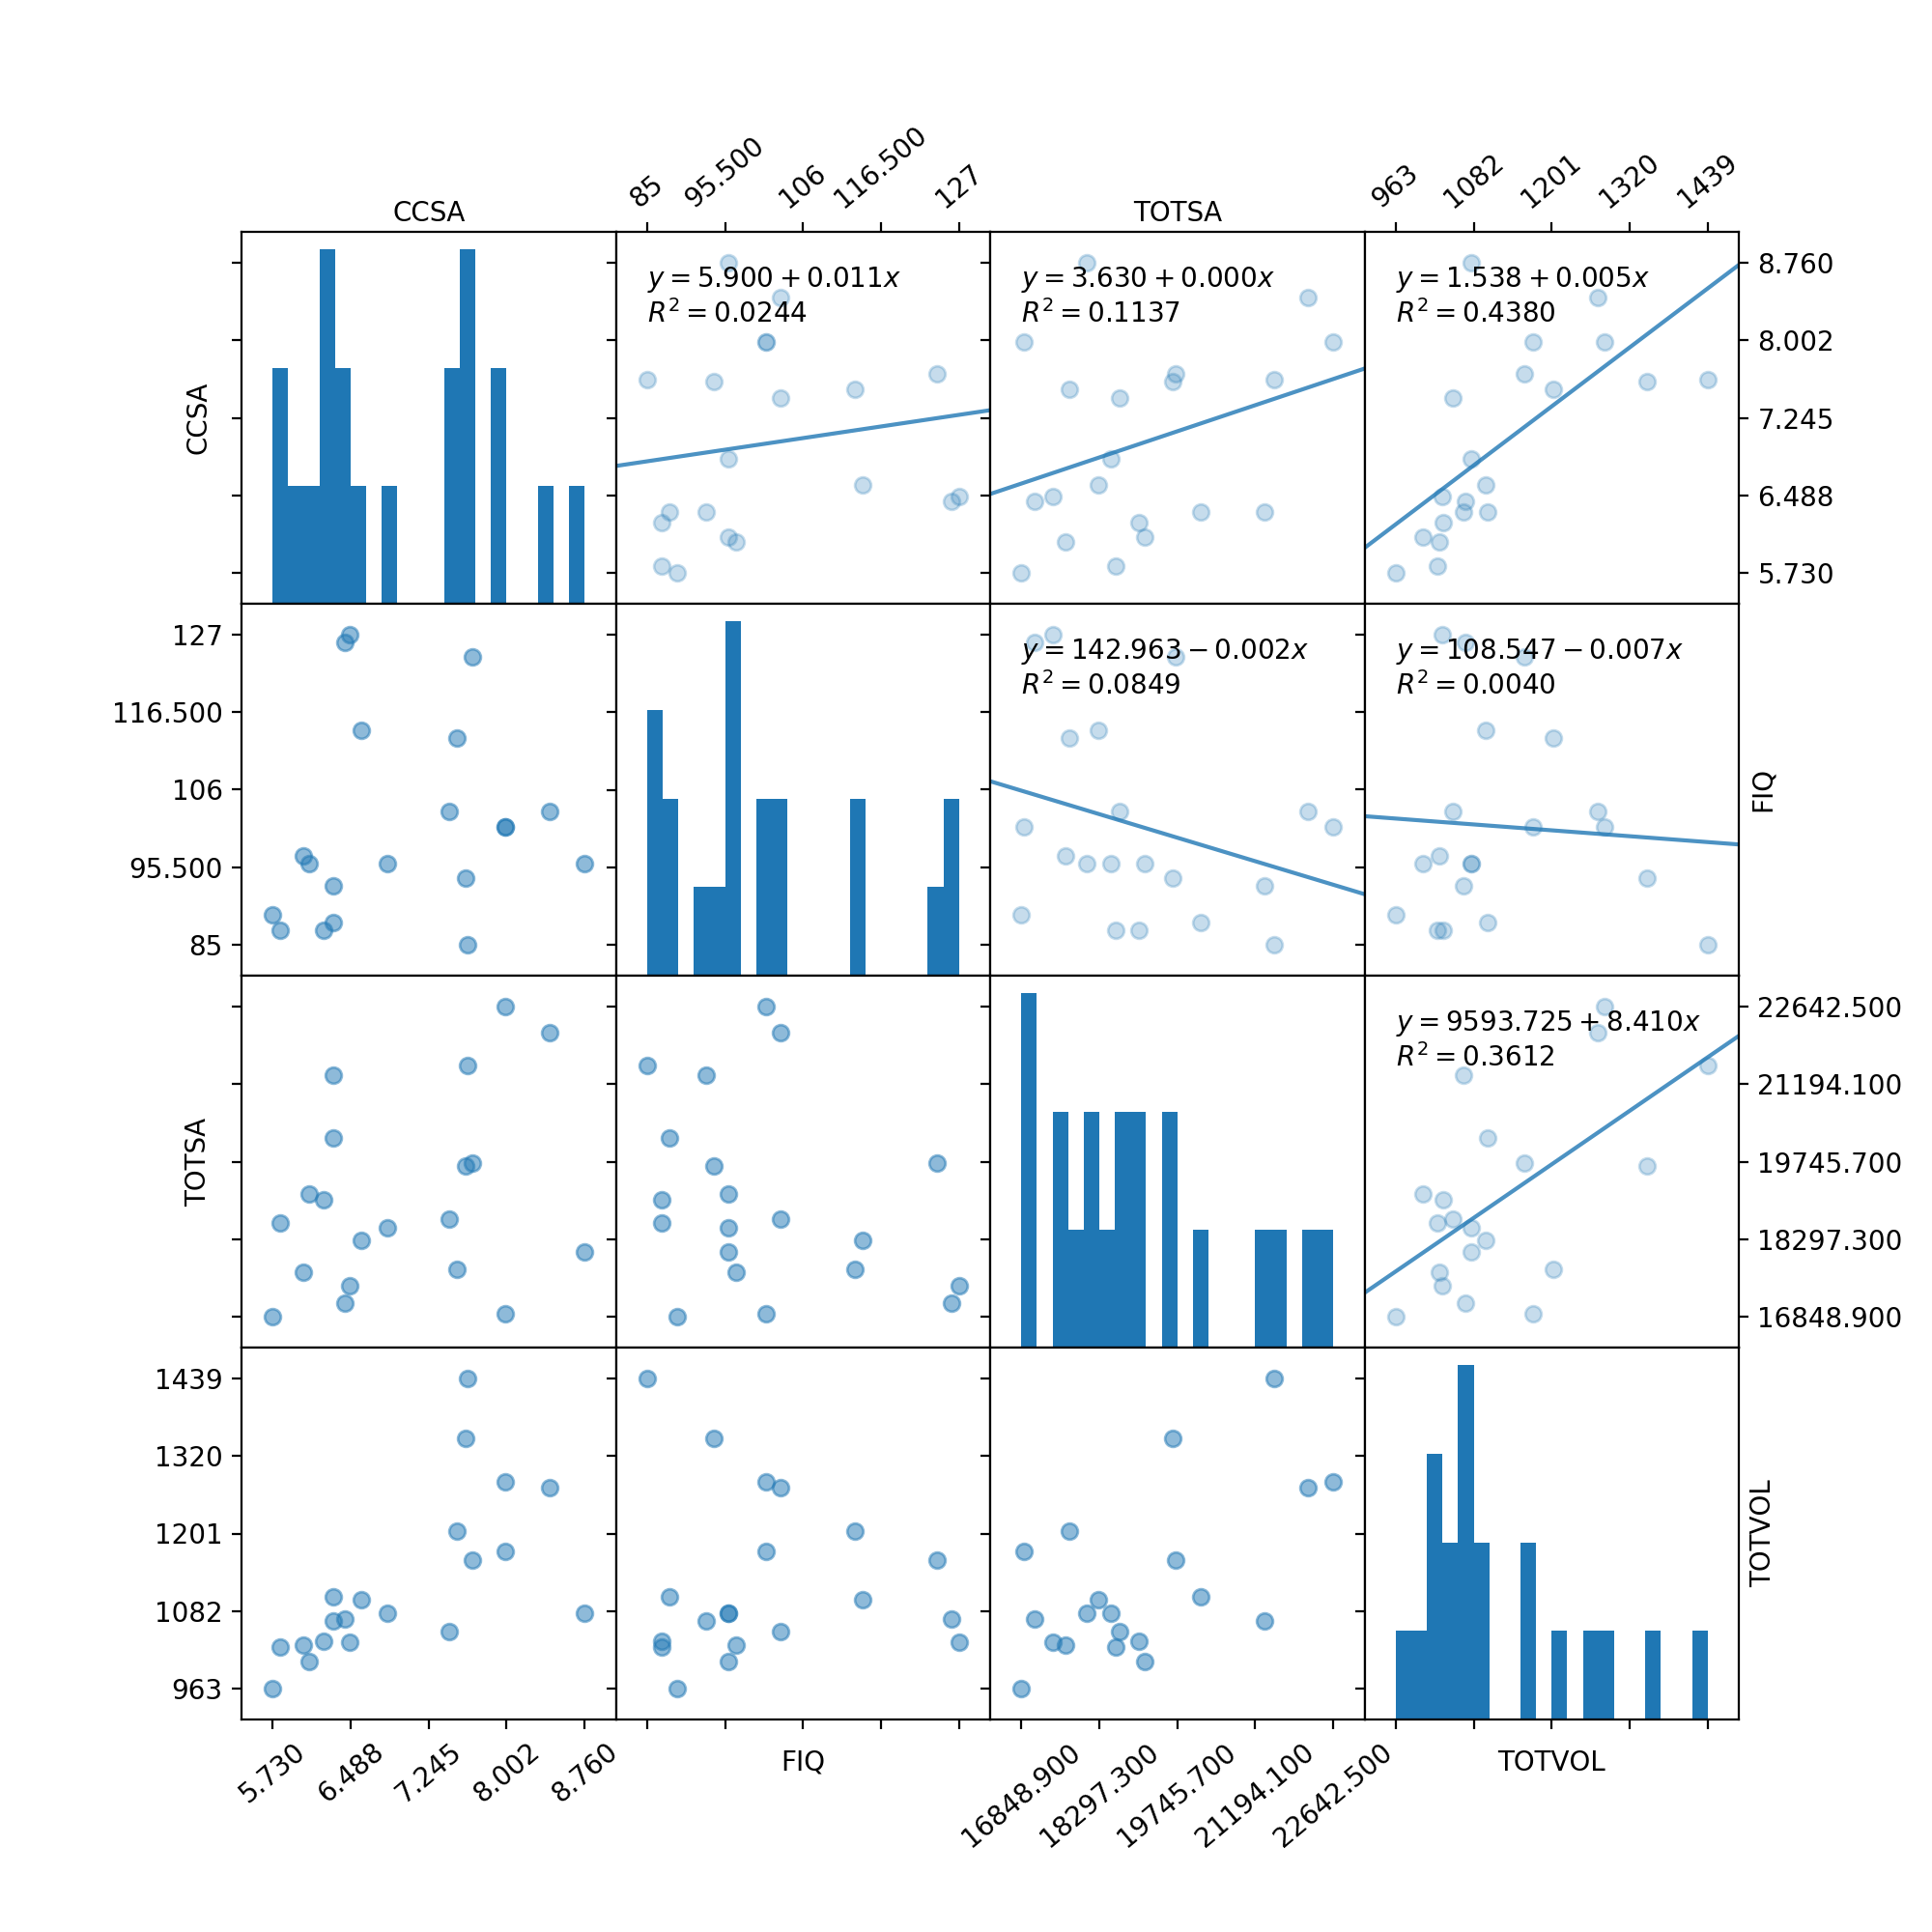 85
95.500
106
116.500
127
963
1082
1201
1320
1439
CCSA
TOTSA
CCSA
y = 5.900 + 0.011x
R² = 0.0244
y = 3.630 + 0.000x
R² = 0.1137
y = 1.538 + 0.005x
R² = 0.4380
8.760
8.002
7.245
6.488
5.730
127
116.500
106
95.500
85
y = 142.963 − 0.002x
R² = 0.0849
y = 108.547 − 0.007x
R² = 0.0040
FIQ
TOTSA
y = 9593.725 + 8.410x
R² = 0.3612
22642.500
21194.100
19745.700
18297.300
16848.900
1439
1320
1201
1082
963
TOTVOL
5.730
6.488
7.245
8.002
8.760
FIQ
16848.900
18297.300
19745.700
21194.100
22642.500
TOTVOL